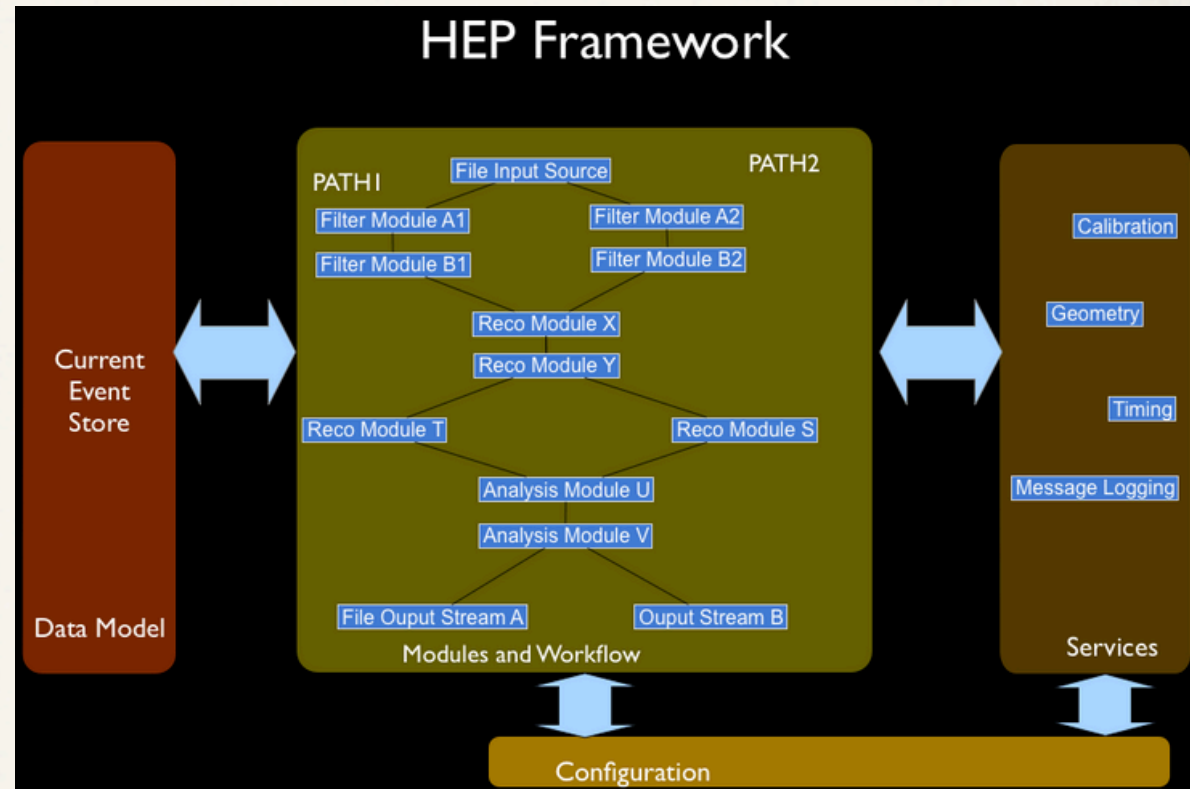 HEP Framework
Current
Event
Store
Data Model
PATH1
PATH2
File Input Source
Filter Module A1
Filter Module A2
Filter Module B1
Filter Module B2
Reco Module X
Reco Module Y
Reco Module T
Reco Module S
Analysis Module U
Analysis Module V
File Ouput Stream A
Ouput Stream B
Modules and Workflow
Calibration
Geometry
Timing
Message Logging
Services
Configuration